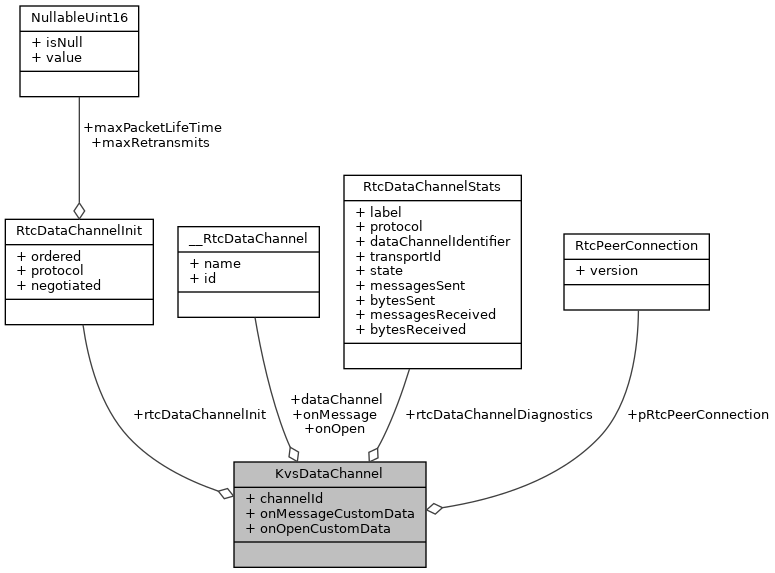 NullableUint16
+ isNull
+ value
+maxPacketLifeTime
+maxRetransmits
RtcDataChannelInit
+ ordered
+ protocol
+ negotiated
__RtcDataChannel
+ name
+ id
RtcDataChannelStats
+ label
+ protocol
+ dataChannelIdentifier
+ transportId
+ state
+ messagesSent
+ bytesSent
+ messagesReceived
+ bytesReceived
RtcPeerConnection
+ version
+rtcDataChannelInit
+dataChannel
+onMessage
+onOpen
+rtcDataChannelDiagnostics
+pRtcPeerConnection
KvsDataChannel
+ channelId
+ onMessageCustomData
+ onOpenCustomData